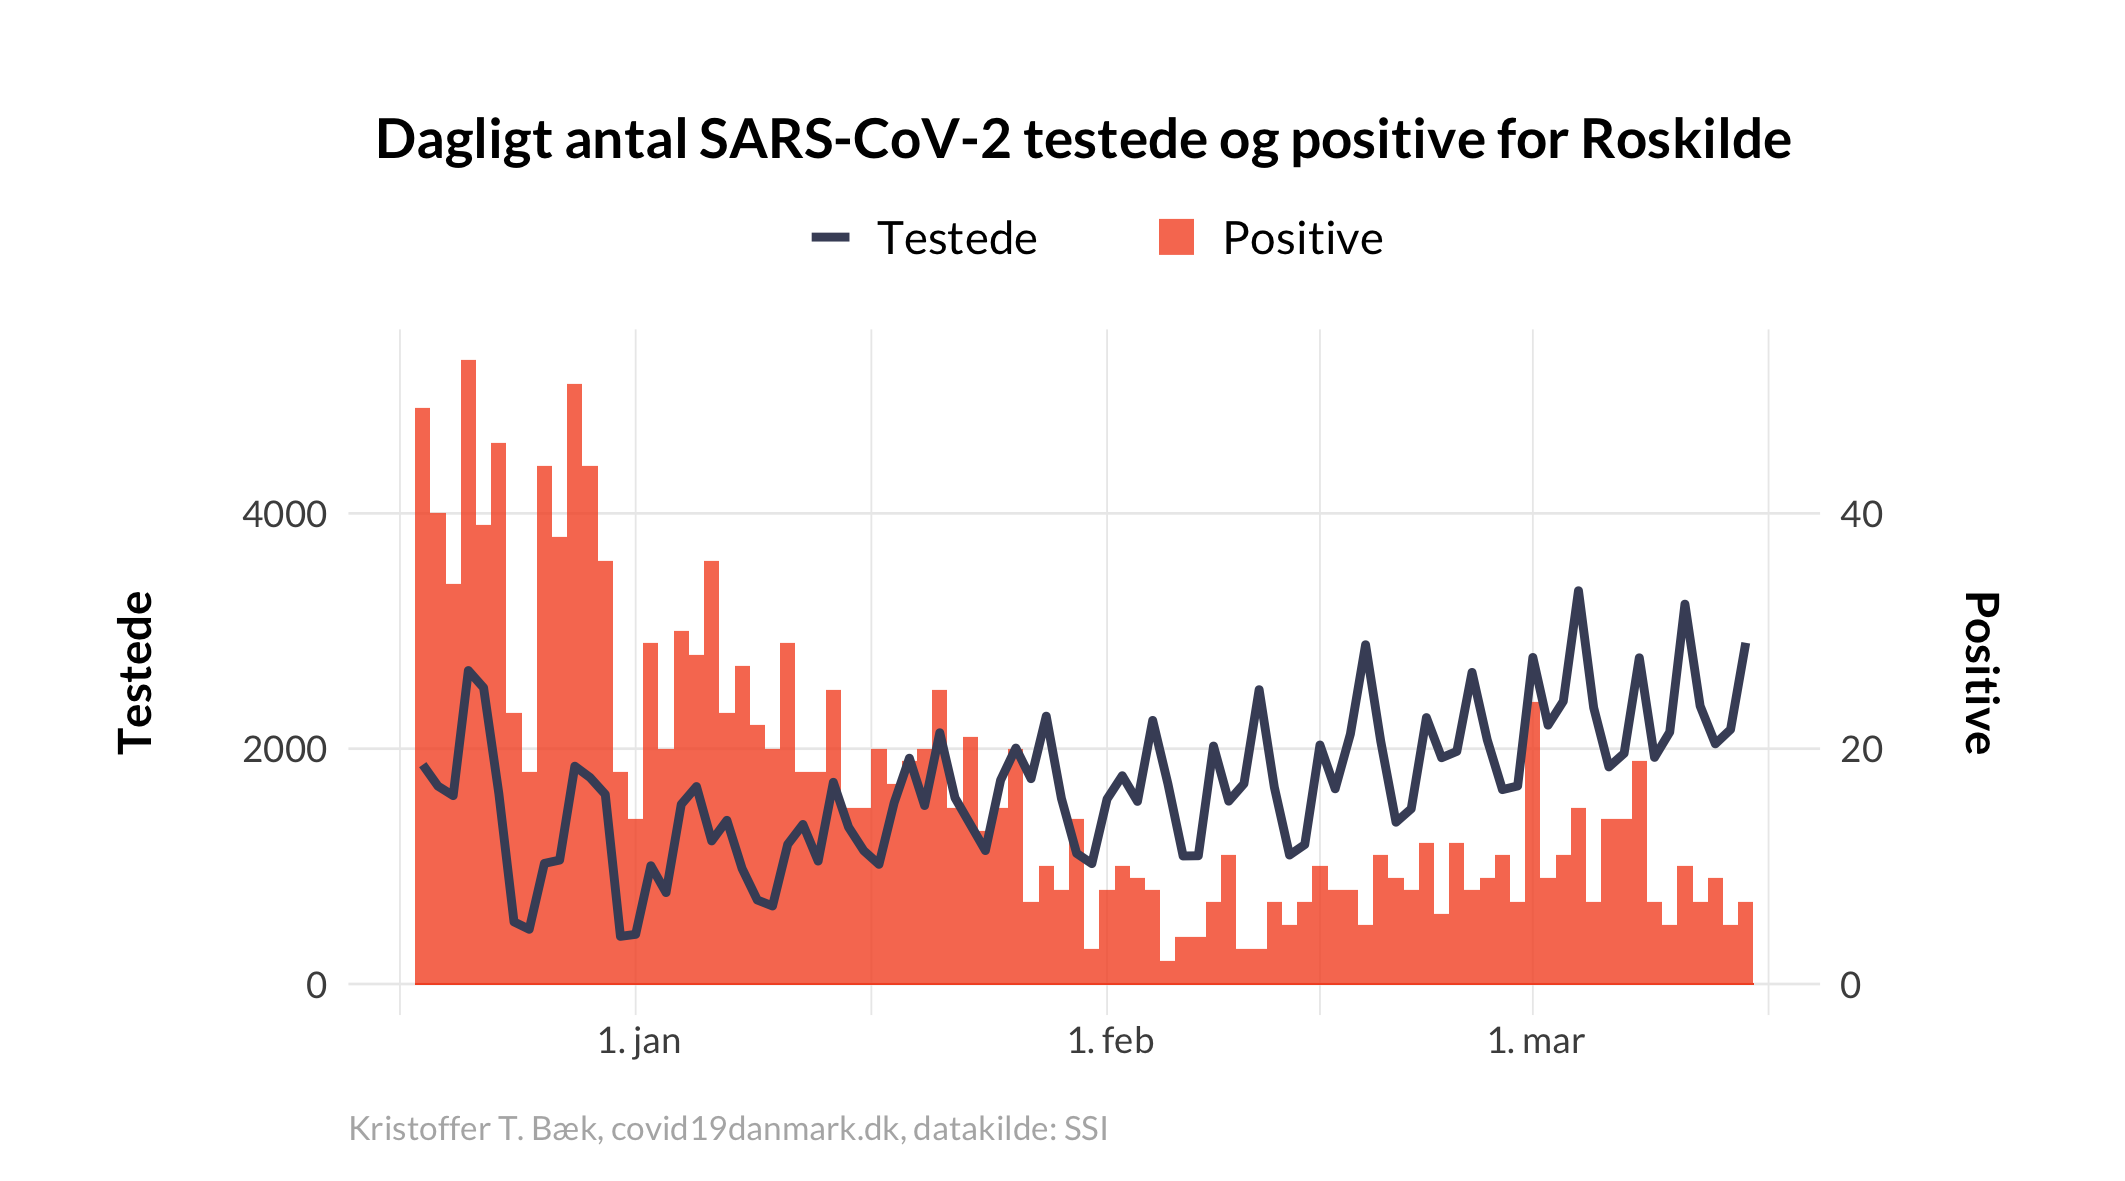 Dagligt antal SARS-CoV-2 testede og positive for Roskilde
Testede Positive
4000
2000
0
Testede
40
20
0
Positive
1. jan 1. feb 1. mar
Kristoffer T. Bæk, covid19danmark.dk, datakilde: SSI